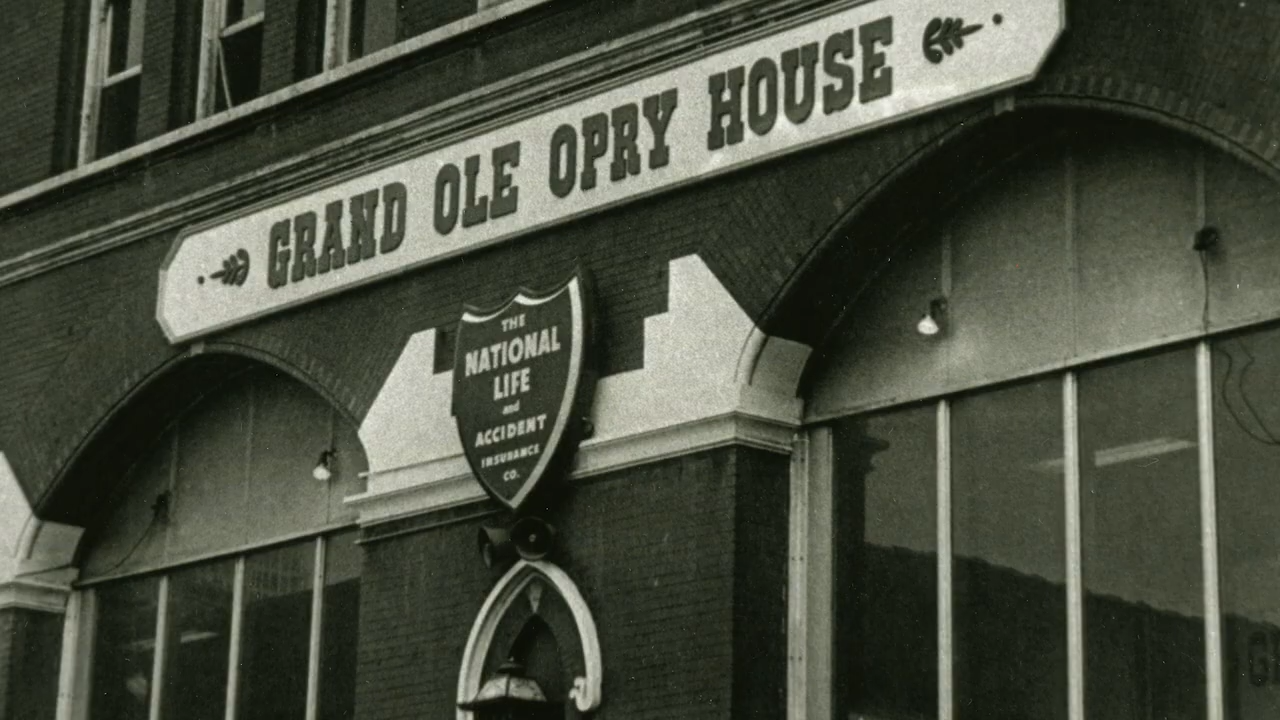 GRAND OLE OPRY HOUSE
THE
NATIONAL
LIFE
and
ACCIDENT
INSURANCE
CO.